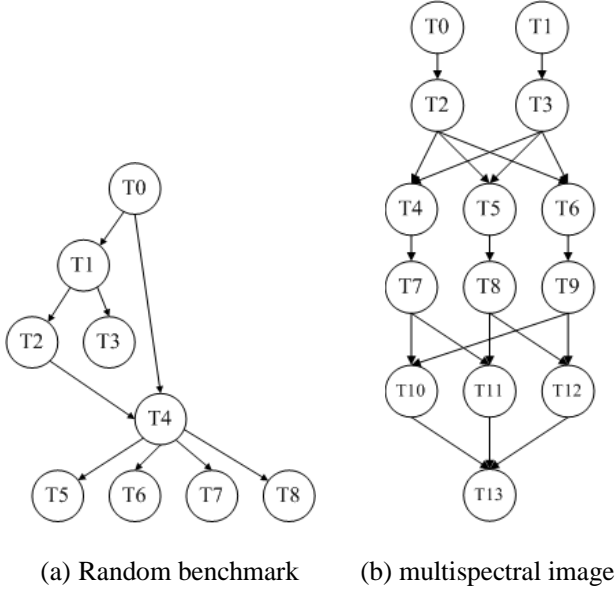 T0 T1
T2 T3
T0
T4 T5 T6
T1
T7 T8 T9
T2 T3
T10 T11 T12
T4
T5 T6 T7 T8
T13
(a) Random benchmark (b) multispectral image